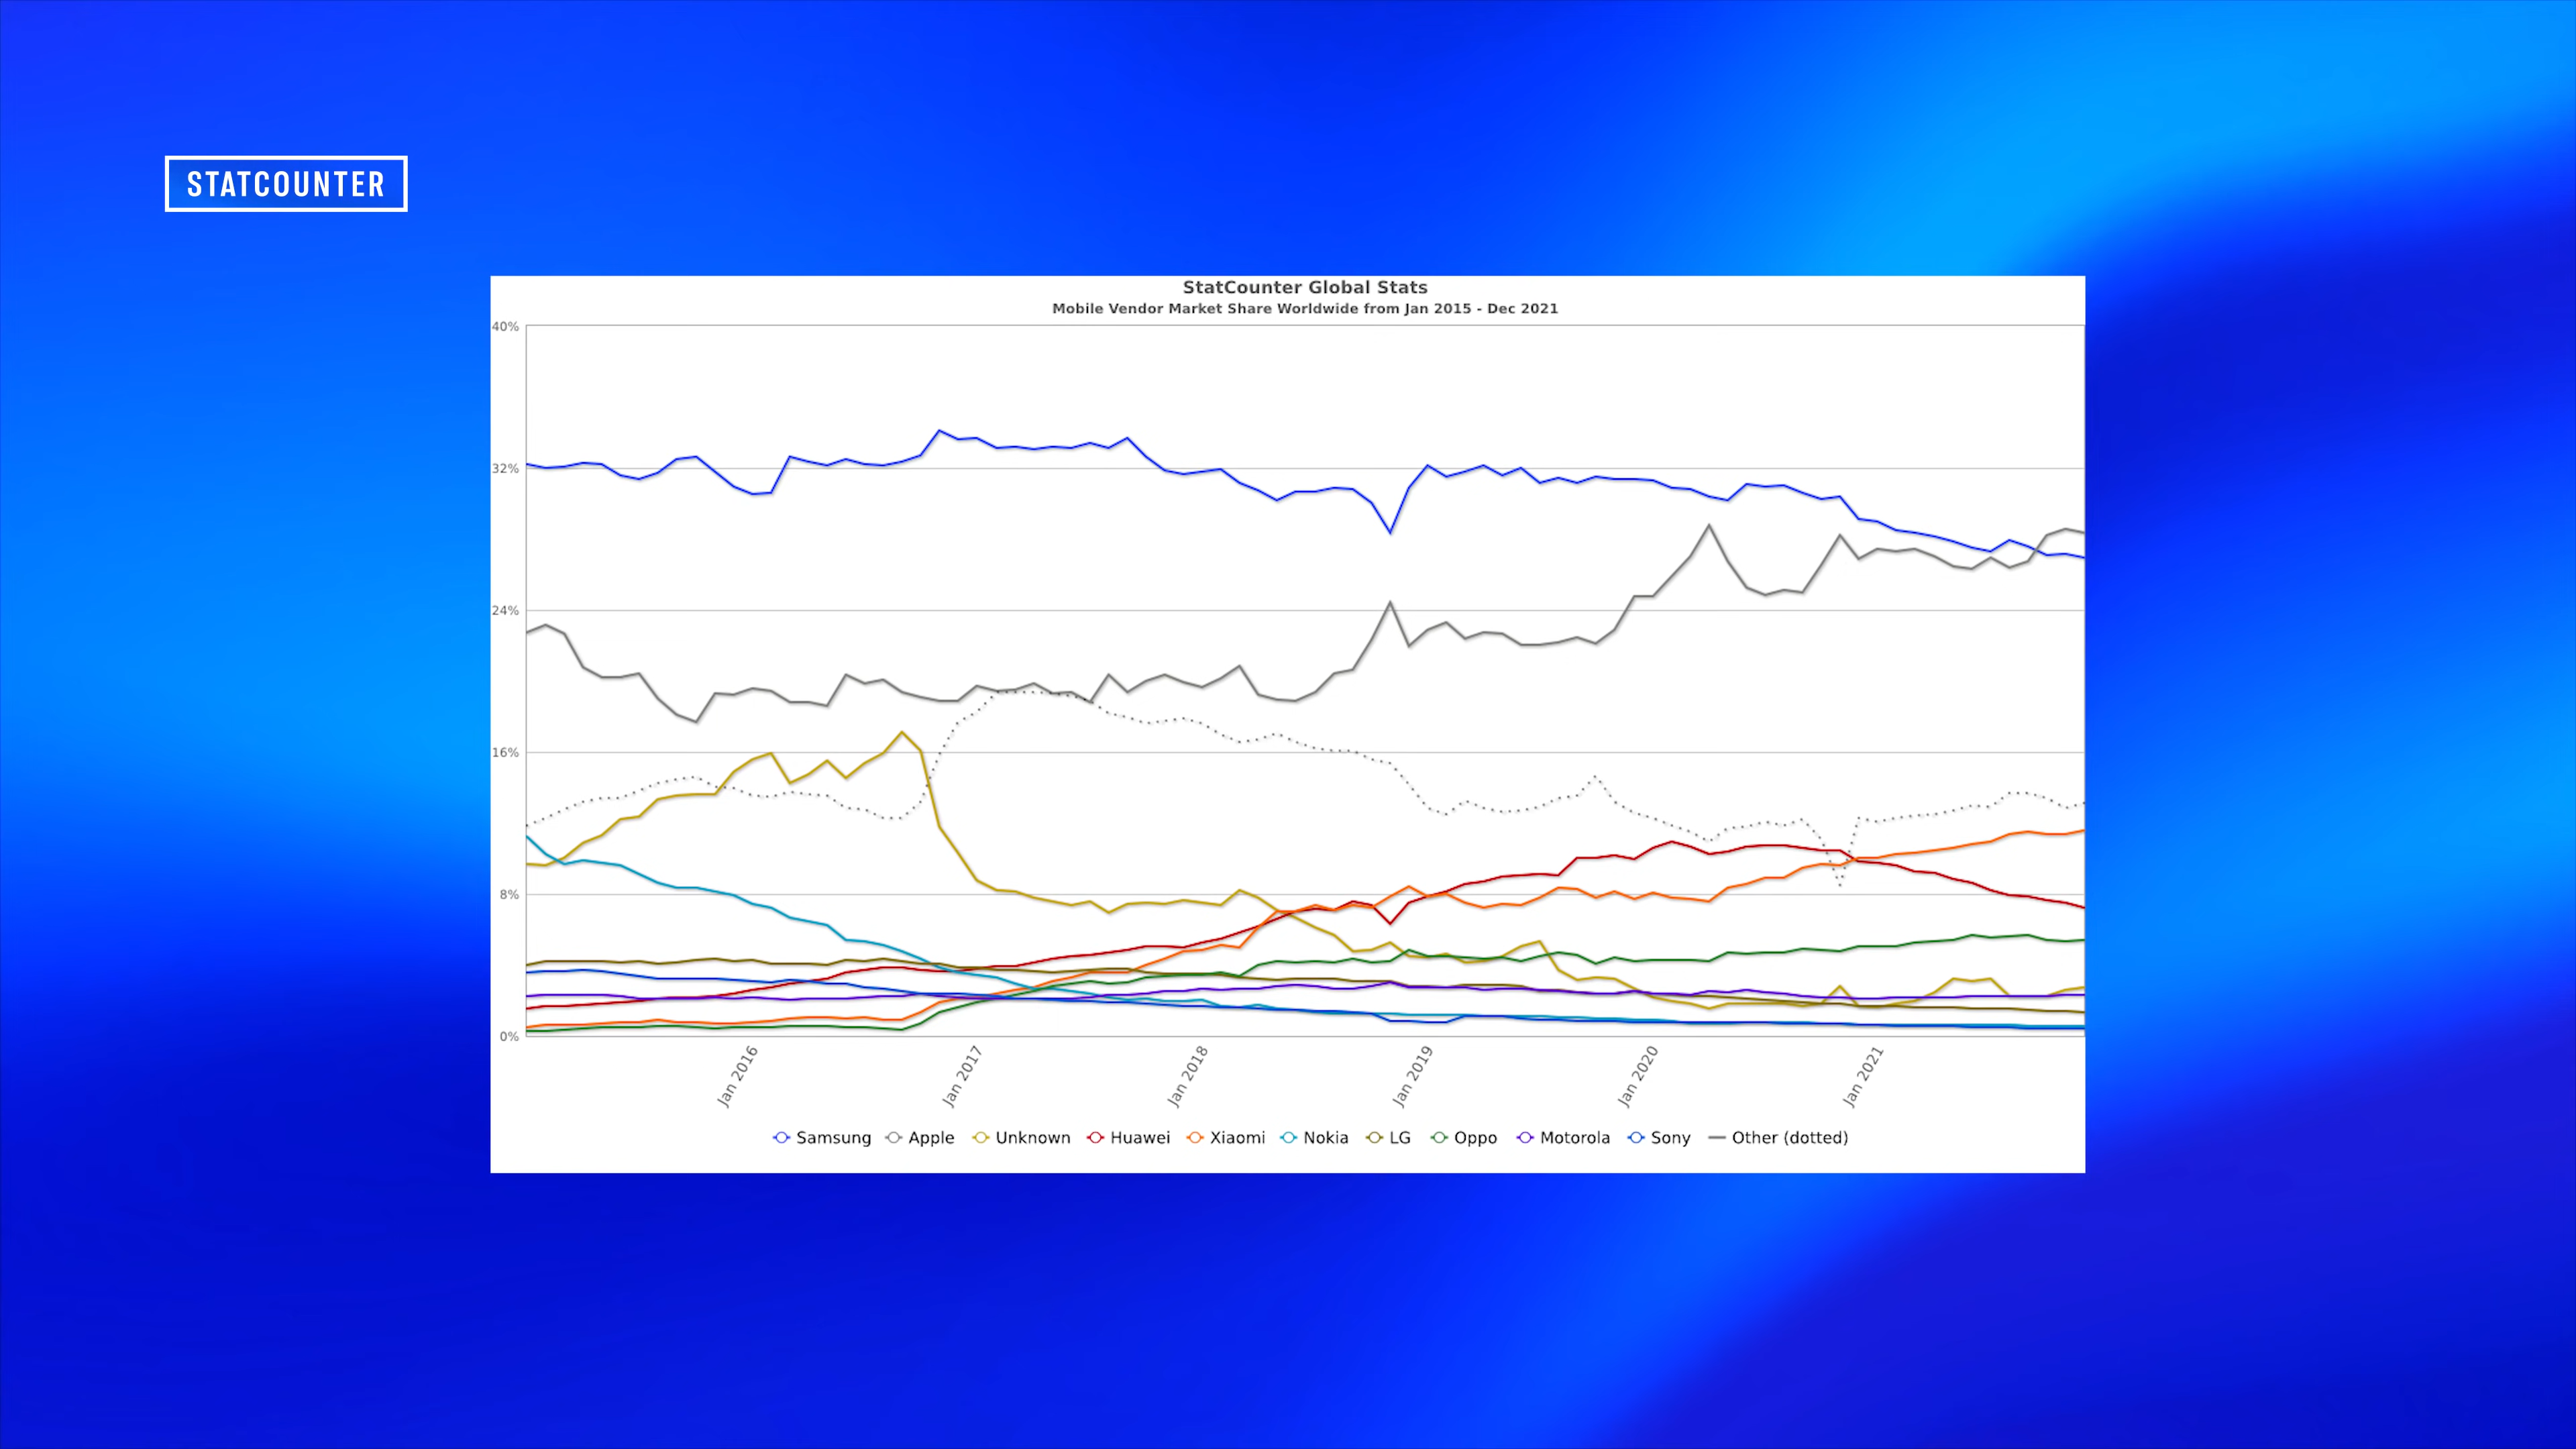 STATCOUNTER
StatCounter Global Stats
Mobile Vendor Market Share Worldwide from Jan 2015 - Dec 2021
40%
32%
24%
16%
8%
0%
Jan 2016 Jan 2017 Jan 2018 Jan 2019 Jan 2020 Jan 2021
Samsung Apple Unknown Huawei Xiaomi Nokia LG Oppo Motorola Sony Other (dotted)